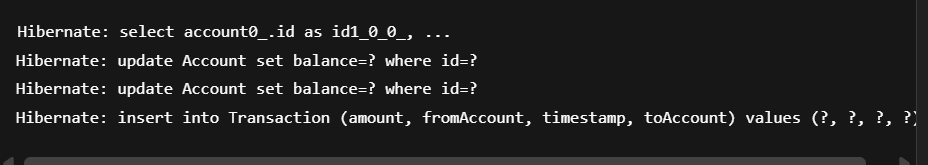 Hibernate: select account0_.id as id1_0_0_, ...
Hibernate: update Account set balance=? where id=?
Hibernate: update Account set balance=? where id=?
Hibernate: insert into Transaction (amount, fromAccount, timestamp, toAccount) values (?, ?, ?, ?)